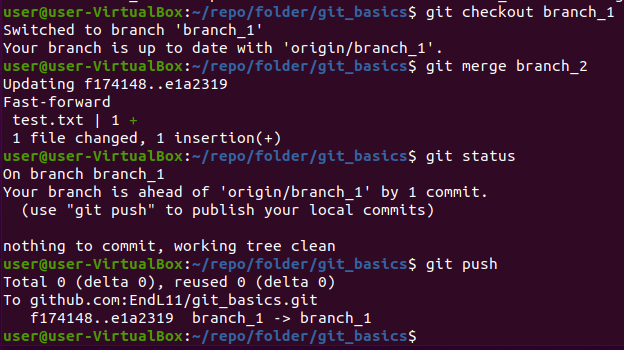 user@user-VirtualBox:~/repo/folder/git_basics$ git checkout branch_1
Switched to branch 'branch_1'
Your branch is up to date with 'origin/branch_1'.
user@user-VirtualBox:~/repo/folder/git_basics$ git merge branch_2
Updating f174148..e1a2319
Fast-forward
 test.txt | 1 +
 1 file changed, 1 insertion(+)
user@user-VirtualBox:~/repo/folder/git_basics$ git status
On branch branch_1
Your branch is ahead of 'origin/branch_1' by 1 commit.
  (use "git push" to publish your local commits)

nothing to commit, working tree clean
user@user-VirtualBox:~/repo/folder/git_basics$ git push
Total 0 (delta 0), reused 0 (delta 0)
To github.com:EndL11/git_basics.git
   f174148..e1a2319  branch_1 -> branch_1
user@user-VirtualBox:~/repo/folder/git_basics$